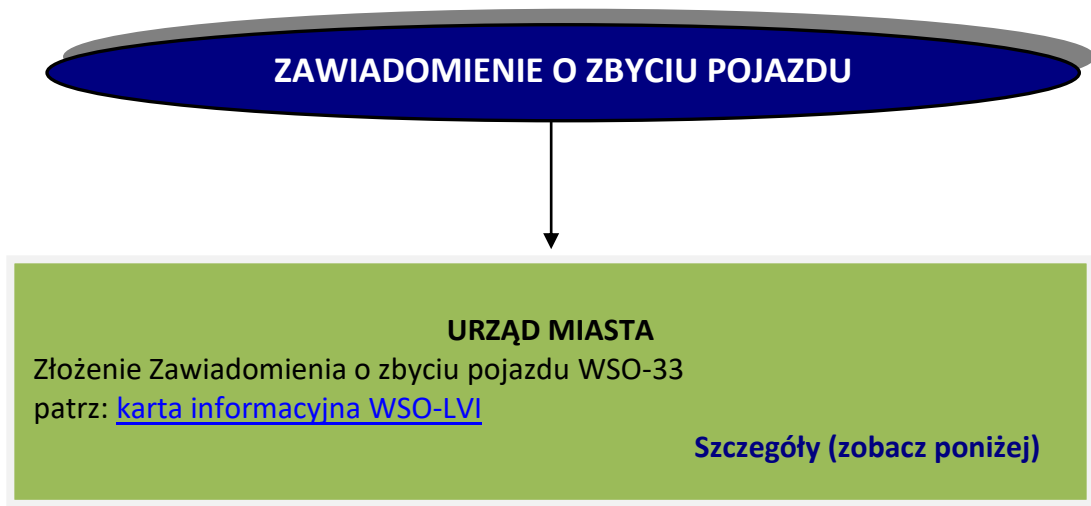 ZAWIADOMIENIE O ZBYCIU POJAZDU
URZĄD MIASTA
Złożenie Zawiadomienia o zbyciu pojazdu WSO-33
patrz: karta informacyjna WSO-LVI
Szczegóły (zobacz poniżej)